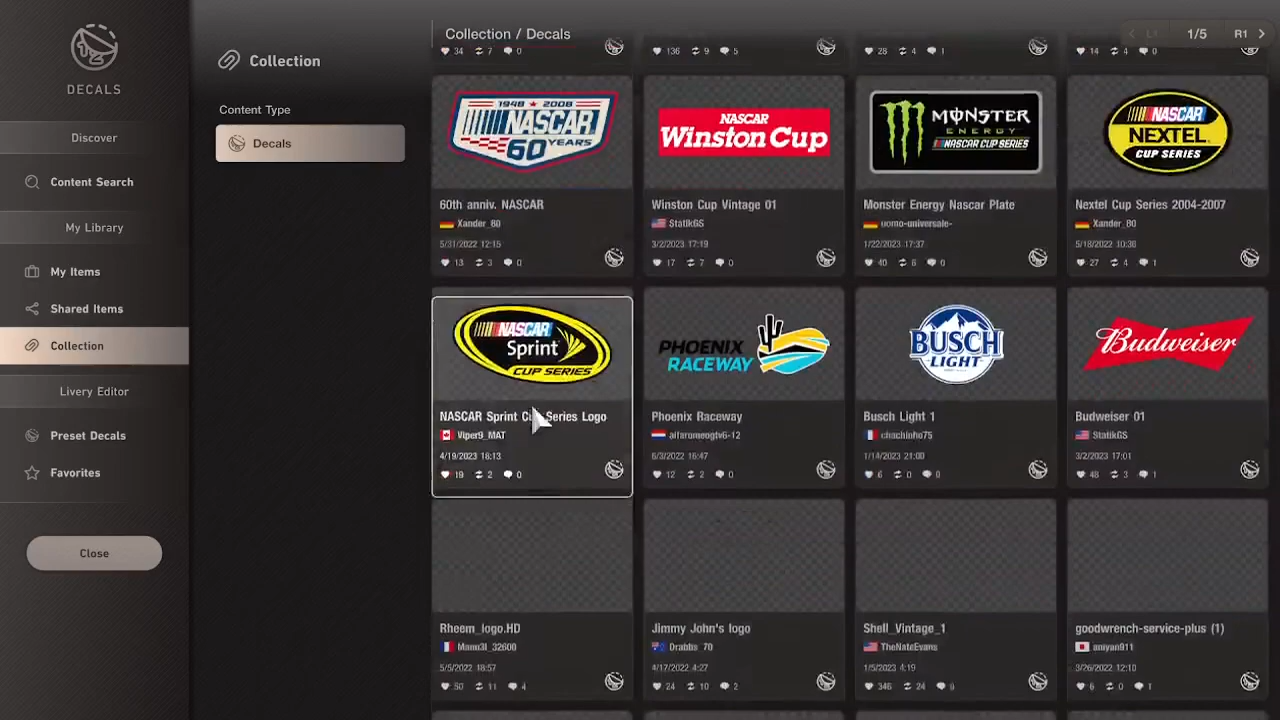 DECALS
Discover
Content Search
My Library
My Items
Shared Items
Collection
Livery Editor
Preset Decals
Favorites
Close
Collection
Content Type
Decals
Collection / Decals
L1 1/5 R1
34 7 0
136 9 5
28 4 1
14 4 0
1948 ★ 2008
NASCAR
60 YEARS
60th anniv. NASCAR
Xander_80
5/31/2022 12:15
13 3 0
NASCAR
Winston Cup
Winston Cup Vintage 01
StatikGS
3/2/2023 17:19
17 7 0
MONSTER
ENERGY
NASCAR CUP SERIES
Monster Energy Nascar Plate
uomo-universale-
1/22/2023 17:37
40 6 0
NASCAR
NEXTEL
CUP SERIES
Nextel Cup Series 2004-2007
Xander_80
5/18/2022 10:38
27 4 1
NASCAR
Sprint
CUP SERIES
NASCAR Sprint Cup Series Logo
Viper9_MAT
4/19/2023 18:13
19 2 0
PHOENIX
RACEWAY
Phoenix Raceway
alfaromeogtv6-12
6/3/2022 16:47
12 2 0
BUSCH
LIGHT
Busch Light 1
chachinho75
1/14/2023 21:00
6 0 0
Budweiser
Budweiser 01
StatikGS
3/2/2023 17:01
48 3 1
Rheem_logo.HD
Manu3l_32600
5/5/2022 18:57
50 11 4
Jimmy John's logo
Drabbs_70
4/17/2022 4:27
24 10 2
Shell_Vintage_1
TheNateEvans
1/5/2023 4:19
346 24 6
goodwrench-service-plus (1)
amyan911
3/26/2022 12:10
6 0 1